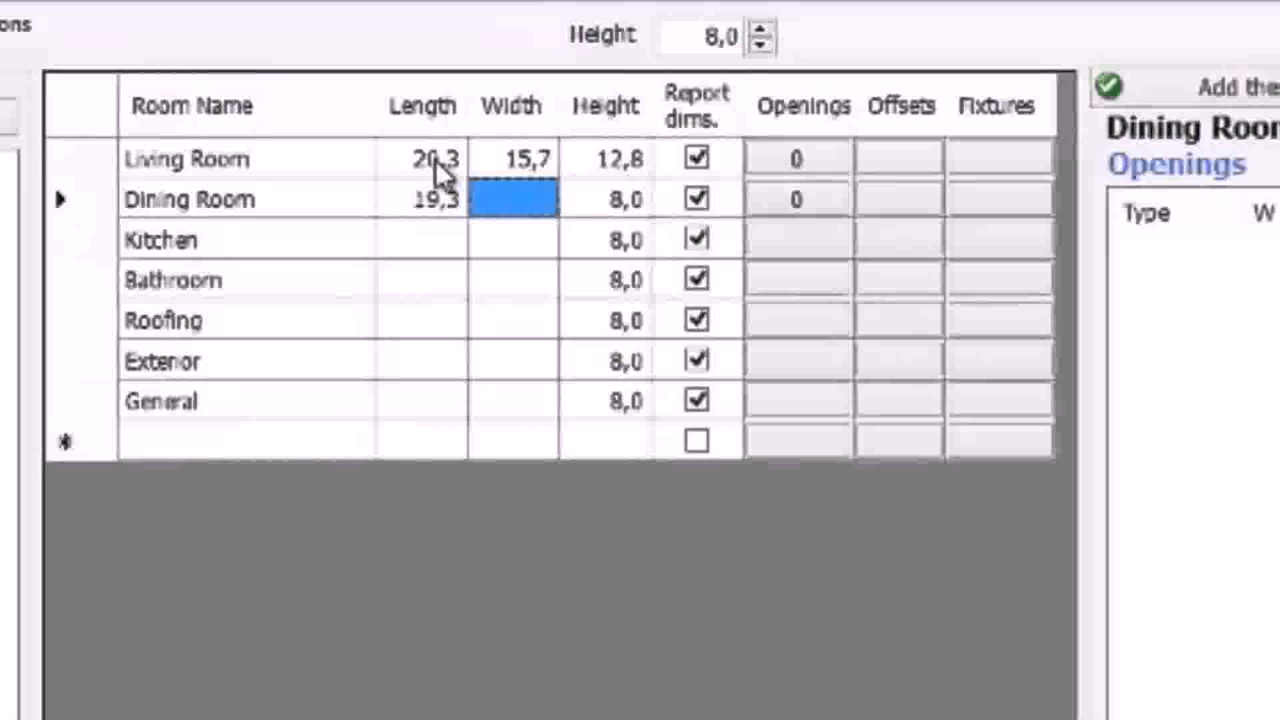 ons
Height 8,0
Room Name Length Width Height Report dims. Openings Offsets Fixtures
Living Room 20,3 15,7 12,8 0
Dining Room 19,3 8,0 0
Kitchen 8,0
Bathroom 8,0
Roofing 8,0
Exterior 8,0
General 8,0
*
Add the
Dining Roo
Openings
Type W